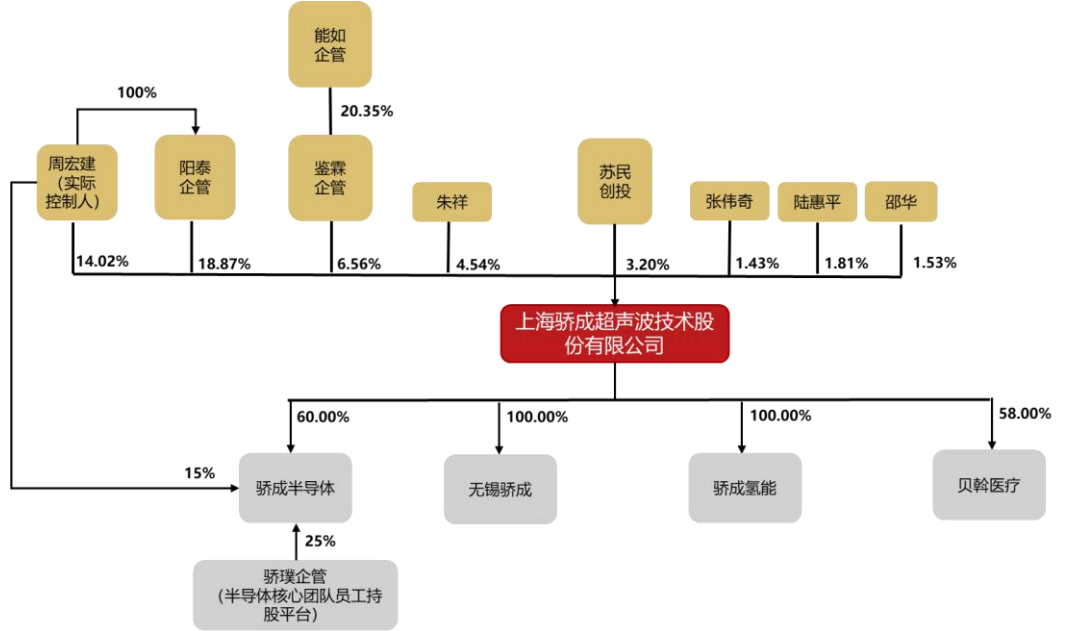 能如
企管
100%
20.35%
周宏建
（实际
控制人）
阳泰
企管
鉴霖
企管
朱祥
苏民
创投
张伟奇
陆惠平
邵华
14.02%
18.87%
6.56%
4.54%
3.20%
1.43%
1.81%
1.53%
上海骄成超声波技术股
份有限公司
60.00%
100.00%
100.00%
58.00%
15%
骄成半导体
无锡骄成
骄成氢能
贝斡医疗
25%
骄璞企管
（半导体核心团队员工持
股平台）